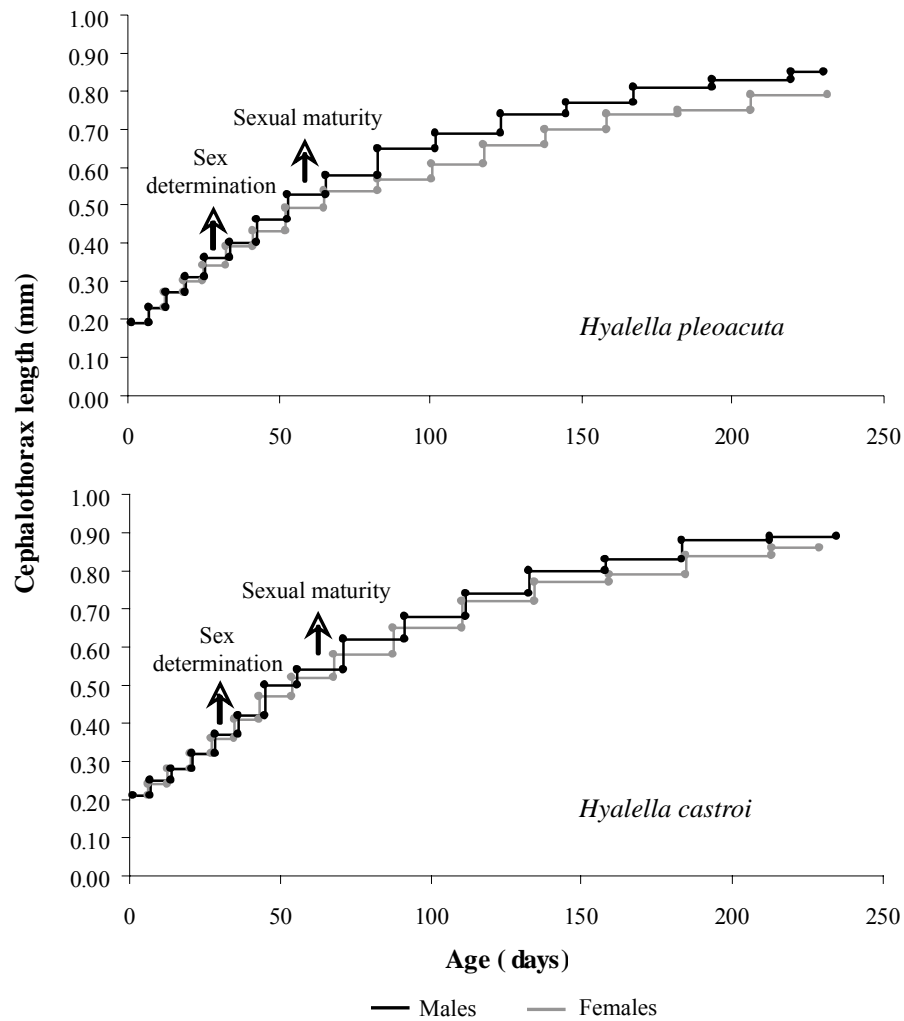 Cephalothorax length (mm)
1.00
0.90
0.80
0.70
0.60
0.50
0.40
0.30
0.20
0.10
0.00
Sexual maturity
Sex
determination
Hyalella pleoacuta
0 50 100 150 200 250
1.00
0.90
0.80
0.70
0.60
0.50
0.40
0.30
0.20
0.10
0.00
Sexual maturity
Sex
determination
Hyalella castroi
0 50 100 150 200 250
Age ( days)
Males Females